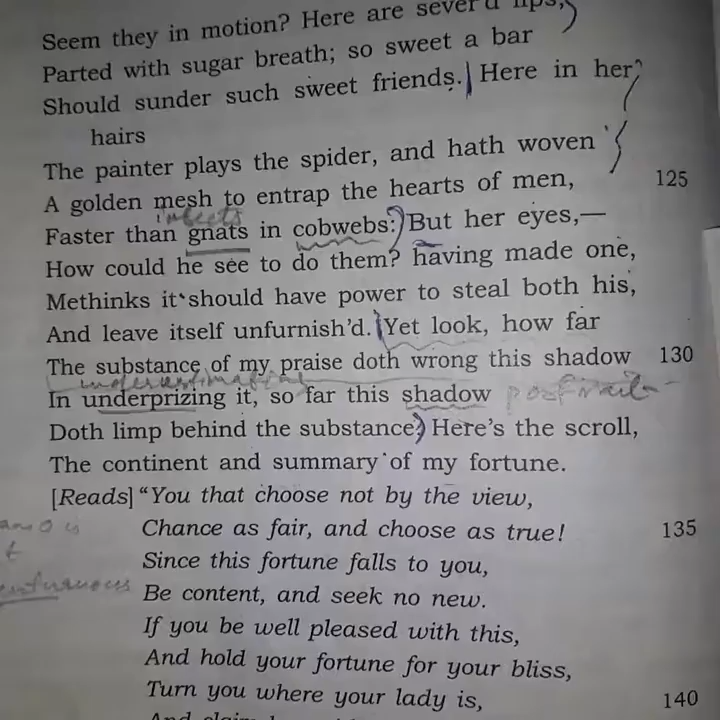 Seem they in motion? Here are sever'd lips,
Parted with sugar breath; so sweet a bar
Should sunder such sweet friends. Here in her
hairs
The painter plays the spider, and hath woven
A golden mesh to entrap the hearts of men, 125
insects
Faster than gnats in cobwebs: But her eyes,—
How could he see to do them? having made one,
Methinks it should have power to steal both his,
And leave itself unfurnish'd. Yet look, how far
The substance of my praise doth wrong this shadow 130
underestimating
In underprizing it, so far this shadow portrait
Doth limp behind the substance. Here's the scroll,
The continent and summary of my fortune.
[Reads] “You that choose not by the view,
Chance as fair, and choose as true! 135
Since this fortune falls to you,
Be content, and seek no new.
If you be well pleased with this,
And hold your fortune for your bliss,
Turn you where your lady is, 140
And claim